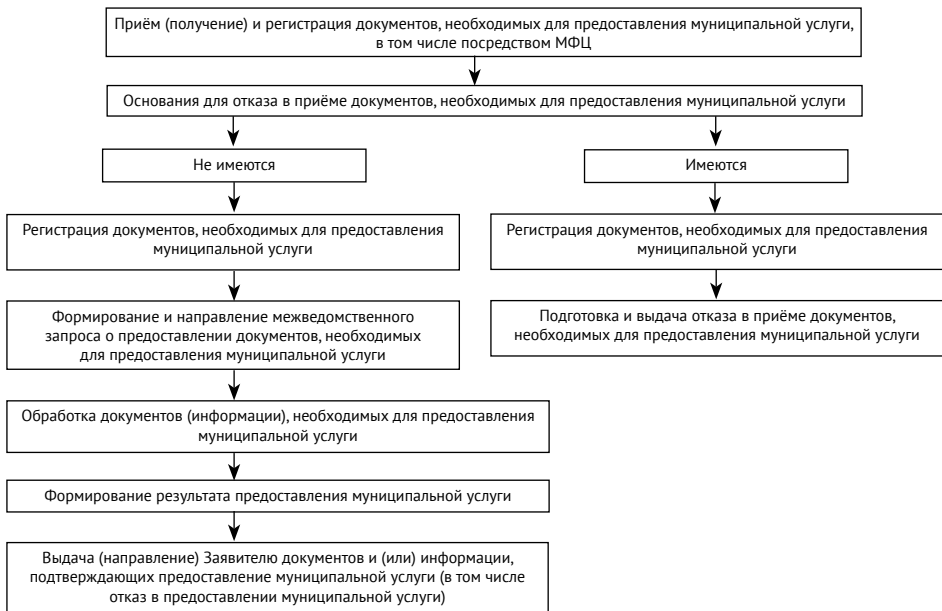 Приём (получение) и регистрация документов, необходимых для предоставления муниципальной услуги,
в том числе посредством МФЦ
Основания для отказа в приёме документов, необходимых для предоставления муниципальной услуги
Не имеются
Имеются
Регистрация документов, необходимых для предоставления
муниципальной услуги
Регистрация документов, необходимых для предоставления
муниципальной услуги
Формирование и направление межведомственного
запроса о предоставлении документов, необходимых
для предоставления муниципальной услуги
Подготовка и выдача отказа в приёме документов,
необходимых для предоставления муниципальной услуги
Обработка документов (информации), необходимых для предоставления
муниципальной услуги
Формирование результата предоставления муниципальной услуги
Выдача (направление) Заявителю документов и (или) информации,
подтверждающих предоставление муниципальной услуги (в том числе
отказ в предоставлении муниципальной услуги)